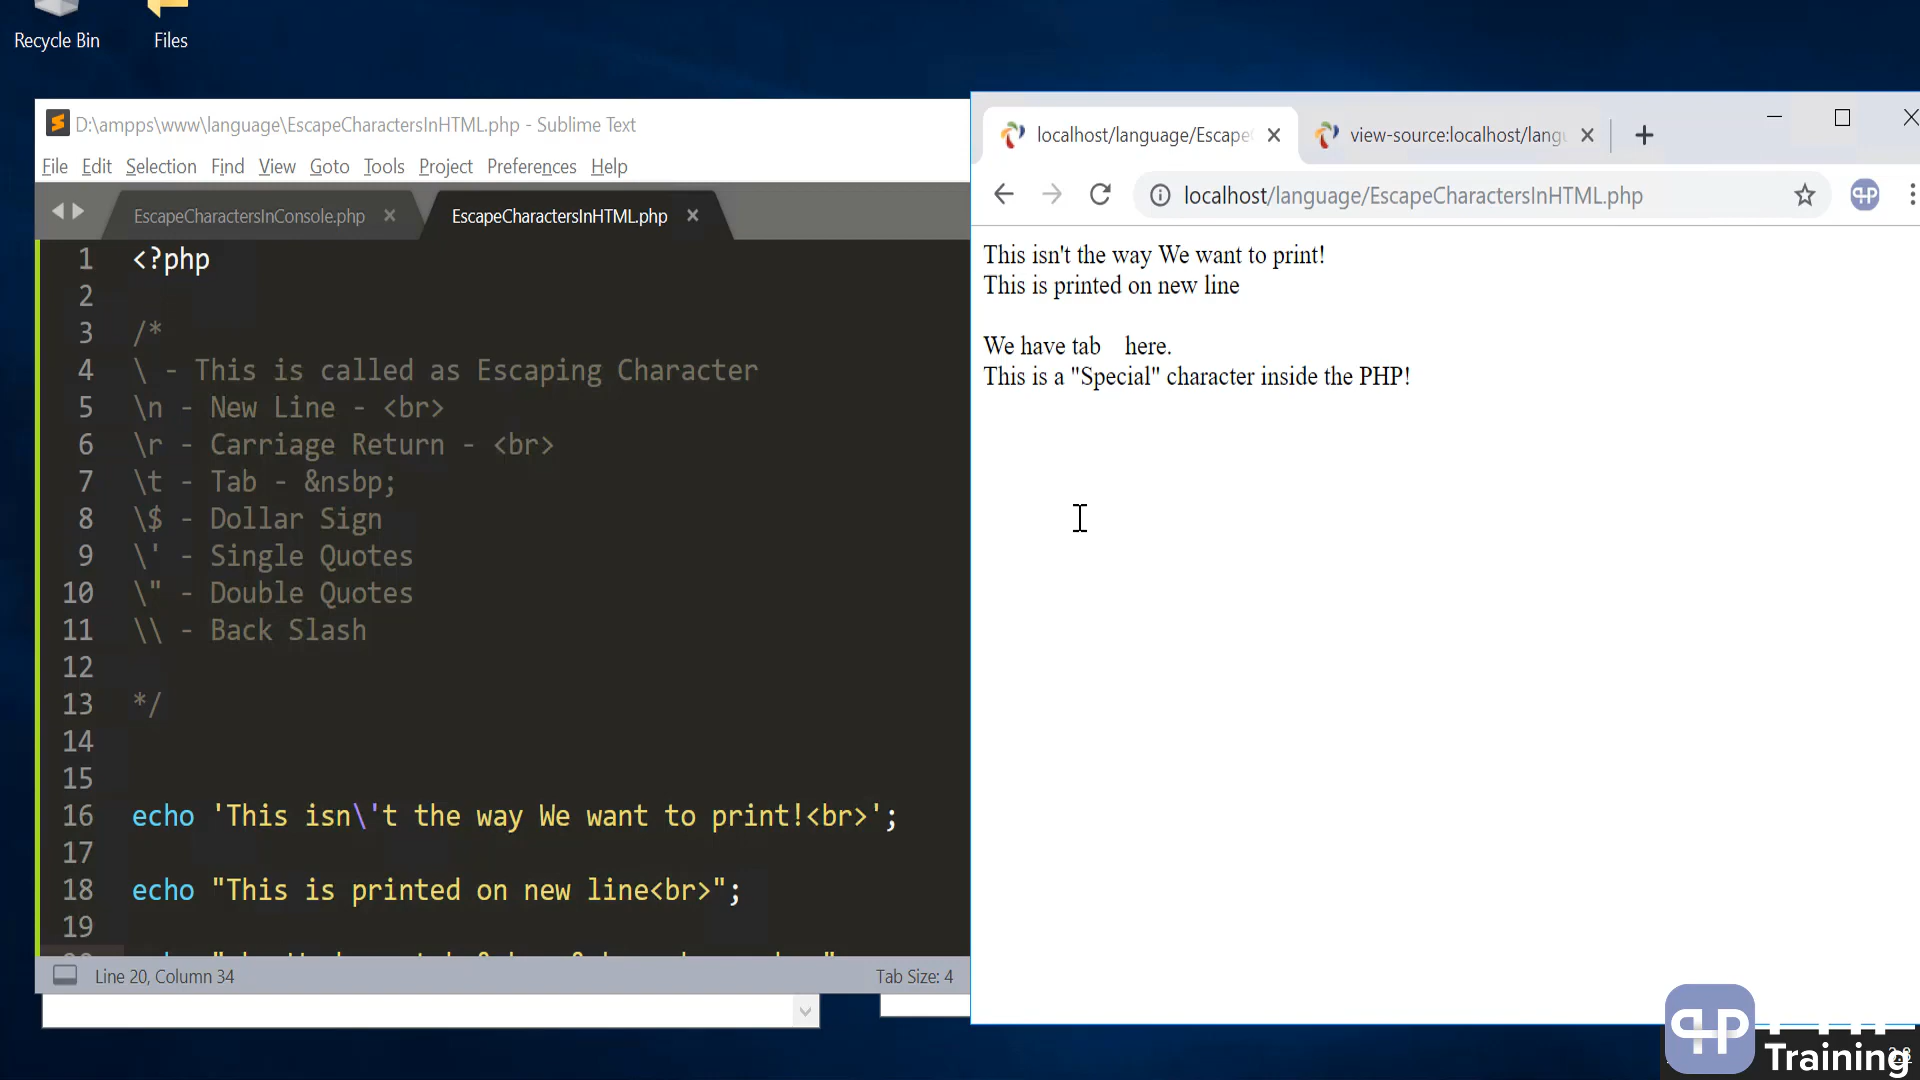 Recycle Bin
Files
D:\ampps\www\language\EscapeCharactersInHTML.php - Sublime Text
File Edit Selection Find View Goto Tools Project Preferences Help
EscapeCharactersInConsole.php
EscapeCharactersInHTML.php
1 <?php
2
3 /*
4 \ - This is called as Escaping Character
5 \n - New Line - <br>
6 \r - Carriage Return - <br>
7 \t - Tab - &nsbp;
8 \$ - Dollar Sign
9 \' - Single Quotes
10 \" - Double Quotes
11 \\ - Back Slash
12
13 */
14
15
16 echo 'This isn\'t the way We want to print!<br>';
17
18 echo "This is printed on new line<br>";
19
Line 20, Column 34
Tab Size: 4
localhost/language/Escape
view-source:localhost/langu
localhost/language/EscapeCharactersInHTML.php
This isn't the way We want to print!
This is printed on new line
We have tab here.
This is a "Special" character inside the PHP!
PHP
Training